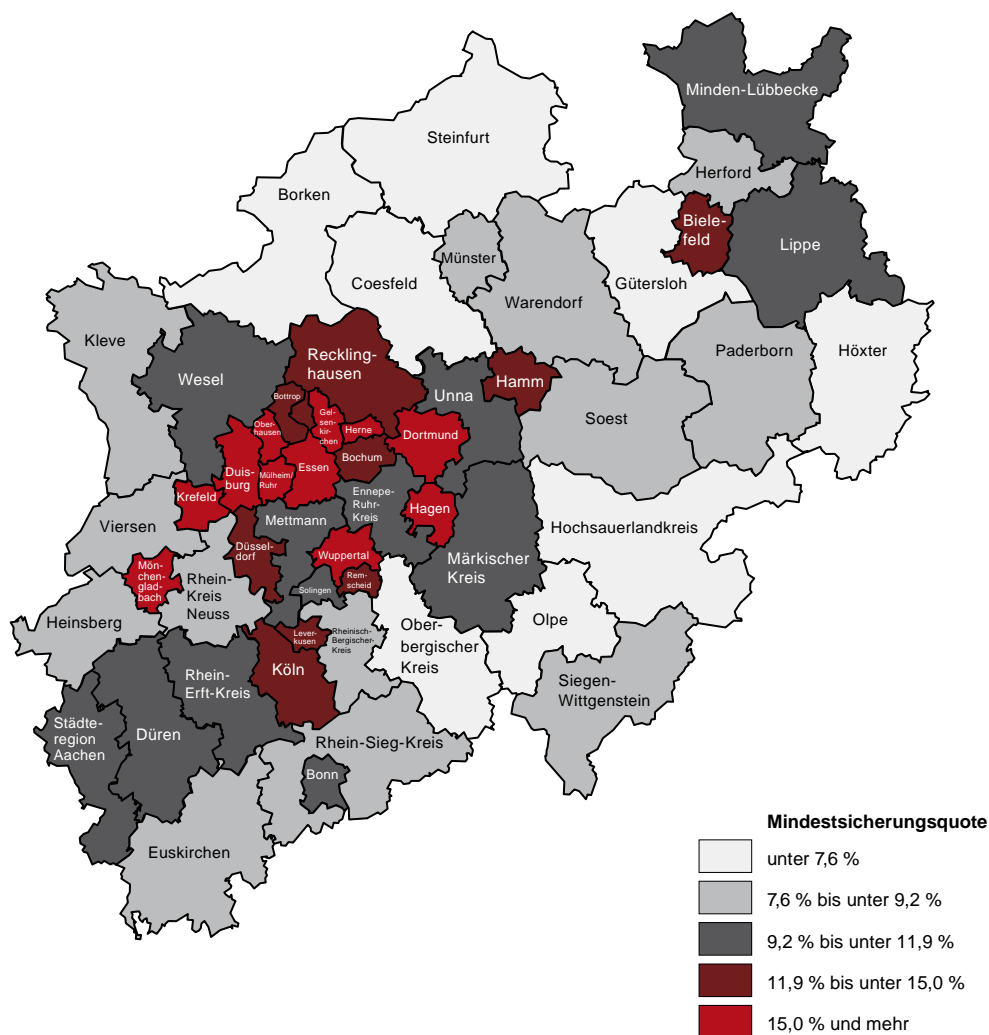 Minden-Lübbecke
Steinfurt
Herford
Borken
Biele-
feld
Lippe
Münster
Coesfeld
Gütersloh
Warendorf
Kleve
Paderborn
Höxter
Reckling-
hausen
Wesel
Hamm
Unna
Bottrop
Soest
Gel-
sen-
kir-
chen
Ober-
hausen
Herne
Dortmund
Bochum
Essen
Duis-
burg
Mülheim/
Ruhr
Krefeld
Ennepe-
Ruhr-
Kreis
Hagen
Mettmann
Viersen
Hochsauerlandkreis
Düssel-
dorf
Wuppertal
Märkischer
Kreis
Mön-
chen-
glad-
bach
Rhein-
Kreis
Neuss
Rem-
scheid
Solingen
Heinsberg
Olpe
Ober-
bergischer
Kreis
Lever-
kusen
Rheinisch-
Bergischer-
Kreis
Köln
Rhein-
Erft-Kreis
Siegen-
Wittgenstein
Städte-
region
Aachen
Düren
Rhein-Sieg-Kreis
Bonn
Euskirchen
Mindestsicherungsquote
unter 7,6 %
7,6 % bis unter 9,2 %
9,2 % bis unter 11,9 %
11,9 % bis unter 15,0 %
15,0 % und mehr